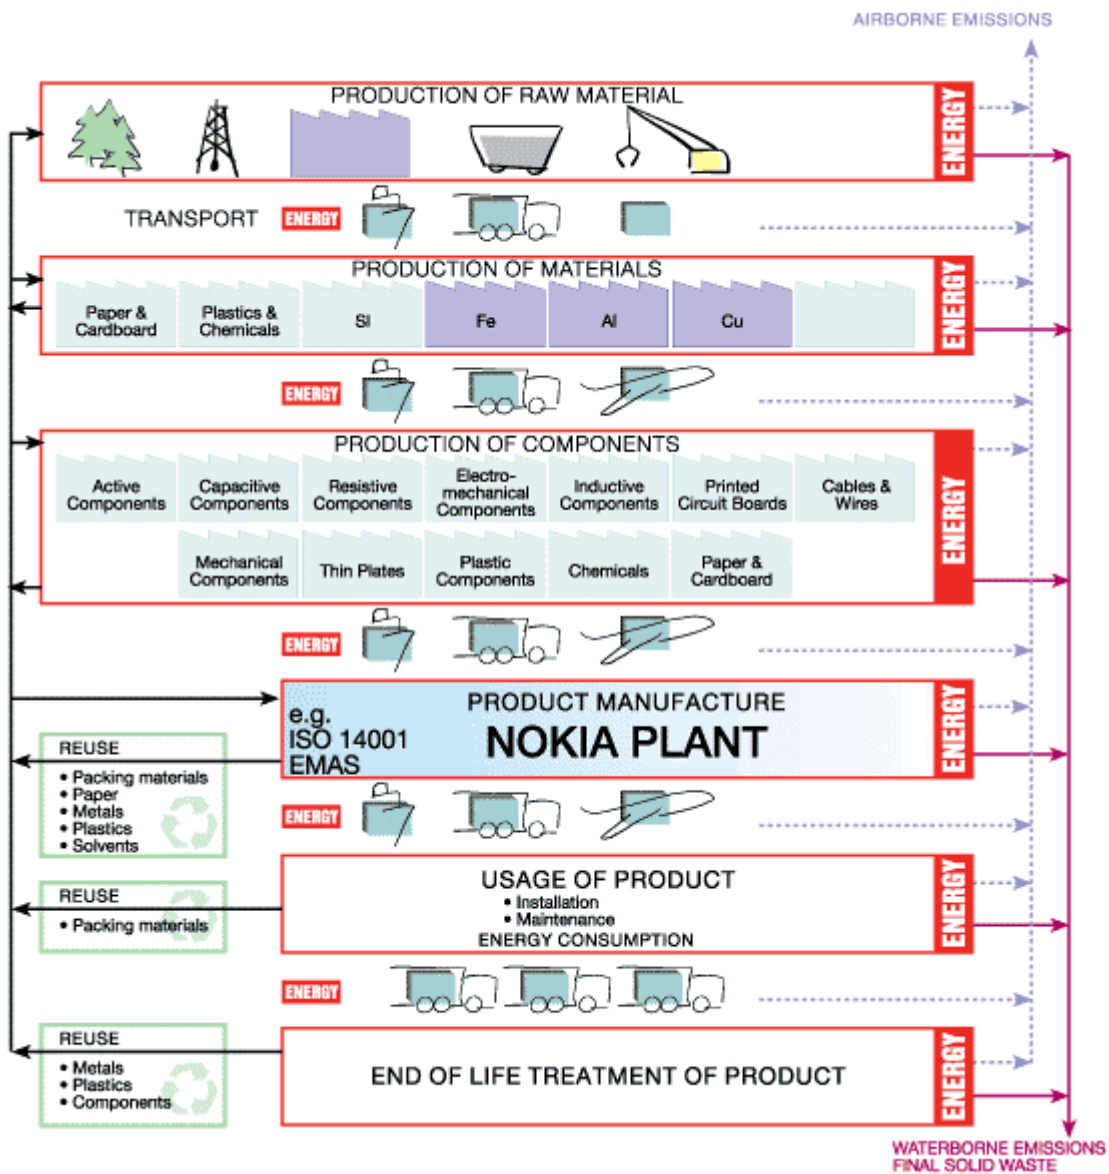 AIRBORNE EMISSIONS
PRODUCTION OF RAW MATERIAL
ENERGY
TRANSPORT
ENERGY
PRODUCTION OF MATERIALS
Paper &
Cardboard
Plastics &
Chemicals
SI
Fe
Al
Cu
ENERGY
ENERGY
PRODUCTION OF COMPONENTS
Active
Components
Capacitive
Components
Resistive
Components
Electro-
mechanical
Components
Inductive
Components
Printed
Circuit Boards
Cables &
Wires
Mechanical
Components
Thin Plates
Plastic
Components
Chemicals
Paper &
Cardboard
ENERGY
ENERGY
e.g.
ISO 14001
EMAS
PRODUCT MANUFACTURE
NOKIA PLANT
ENERGY
REUSE
• Packing materials
• Paper
• Metals
• Plastics
• Solvents
ENERGY
USAGE OF PRODUCT
• Installation
• Maintenance
ENERGY CONSUMPTION
ENERGY
REUSE
• Packing materials
ENERGY
REUSE
• Metals
• Plastics
• Components
END OF LIFE TREATMENT OF PRODUCT
ENERGY
WATERBORNE EMISSIONS
FINAL SOLID WASTE